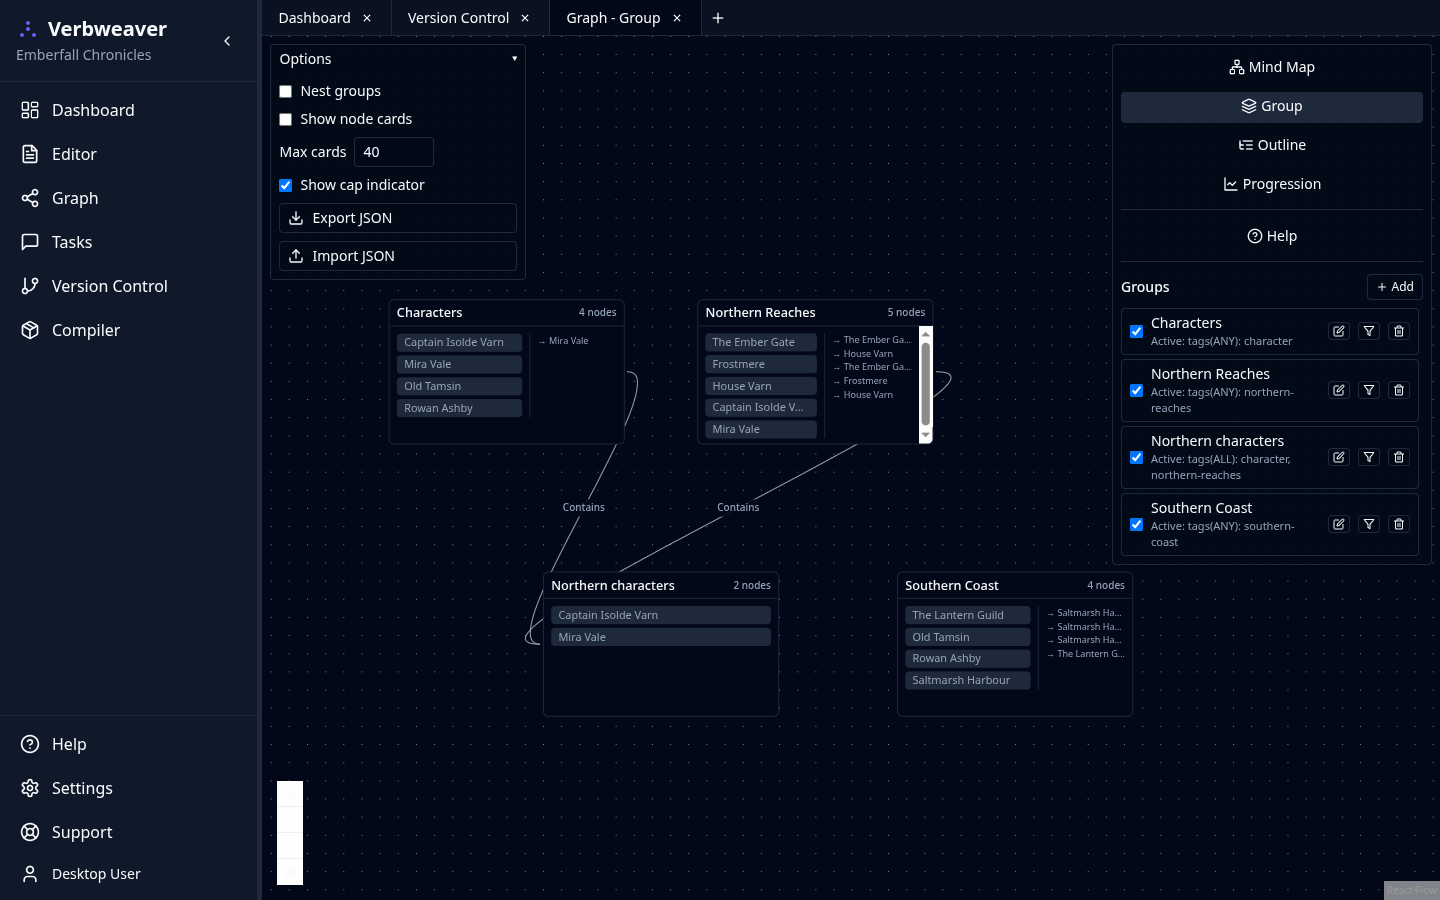 Verbweaver
Emberfall Chronicles
Dashboard
Editor
Graph
Tasks
Version Control
Compiler
Help
Settings
Support
Desktop User
Dashboard
Version Control
Graph - Group
Options
Nest groups
Show node cards
Max cards 40
Show cap indicator
Export JSON
Import JSON
Characters 4 nodes
Captain Isolde Varn
Mira Vale
Old Tamsin
Rowan Ashby
→ Mira Vale
Northern Reaches 5 nodes
The Ember Gate
Frostmere
House Varn
Captain Isolde V...
Mira Vale
→ The Ember Ga...
→ House Varn
→ The Ember Ga...
→ Frostmere
→ House Varn
Contains
Contains
Northern characters 2 nodes
Captain Isolde Varn
Mira Vale
Southern Coast 4 nodes
The Lantern Guild
Old Tamsin
Rowan Ashby
Saltmarsh Harbour
→ Saltmarsh Ha...
→ Saltmarsh Ha...
→ Saltmarsh Ha...
→ The Lantern G...
Mind Map
Group
Outline
Progression
Help
Groups
+ Add
Characters
Active: tags(ANY): character
Northern Reaches
Active: tags(ANY): northern-
reaches
Northern characters
Active: tags(ALL): character,
northern-reaches
Southern Coast
Active: tags(ANY): southern-
coast
React Flow